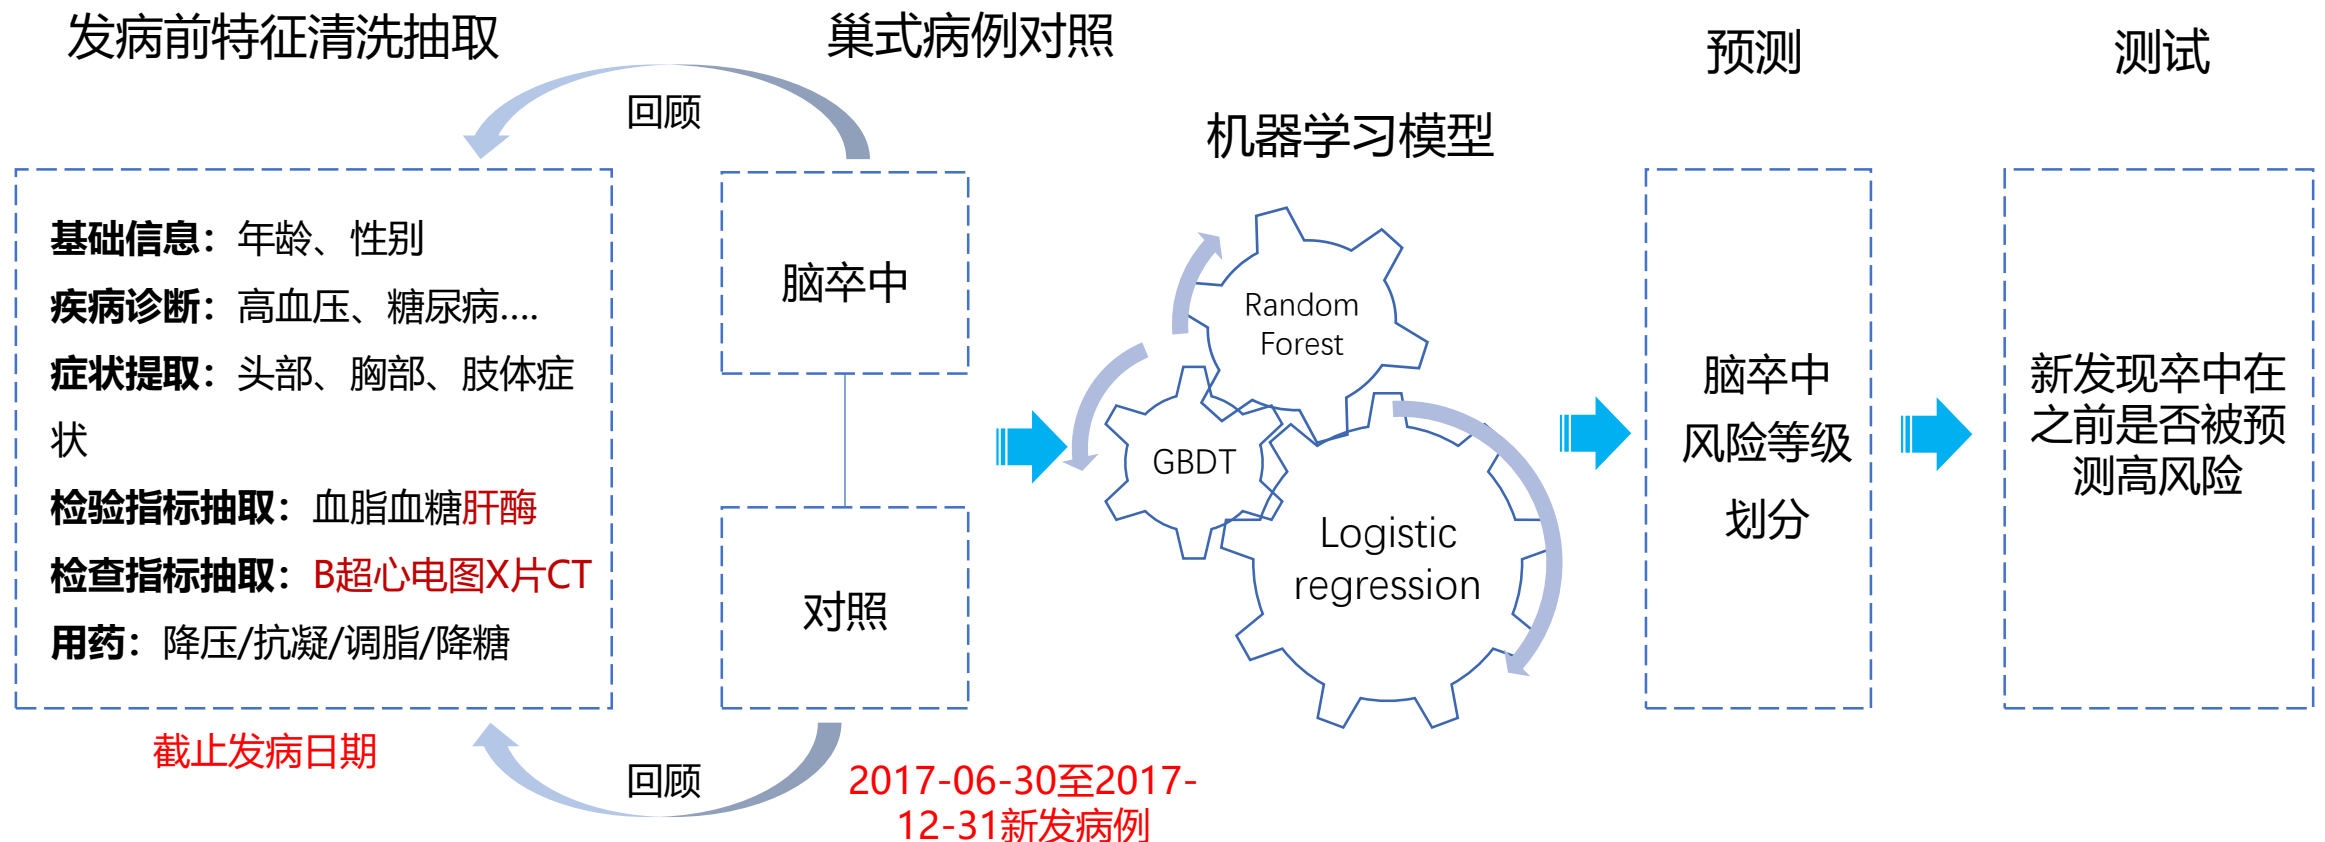 发病前特征清洗抽取
巢式病例对照
预测
测试
回顾
机器学习模型
基础信息：年龄、性别
疾病诊断：高血压、糖尿病....
症状提取：头部、胸部、肢体症
状
检验指标抽取：血脂血糖肝酶
检查指标抽取：B超心电图X片CT
用药：降压/抗凝/调脂/降糖
截止发病日期
脑卒中
对照
回顾
2017-06-30至2017-
12-31新发病例
Random
Forest
GBDT
Logistic
regression
脑卒中
风险等级
划分
新发现卒中在
之前是否被预
测高风险